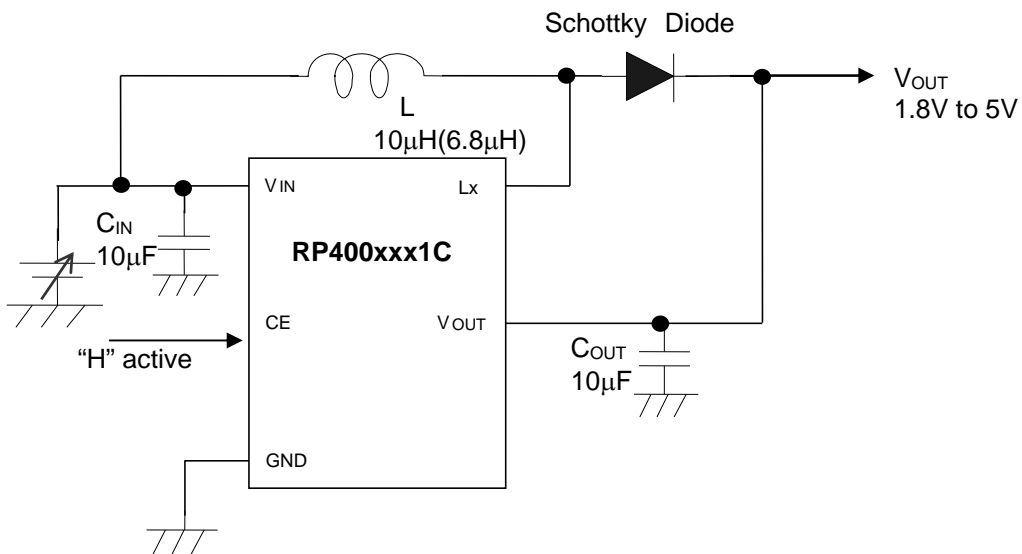 Schottky Diode
VOUT
1.8V to 5V
L
10μH(6.8μH)
VIN
Lx
CIN
10μF
RP400xxx1C
CE
VOUT
“H” active
COUT
10μF
GND